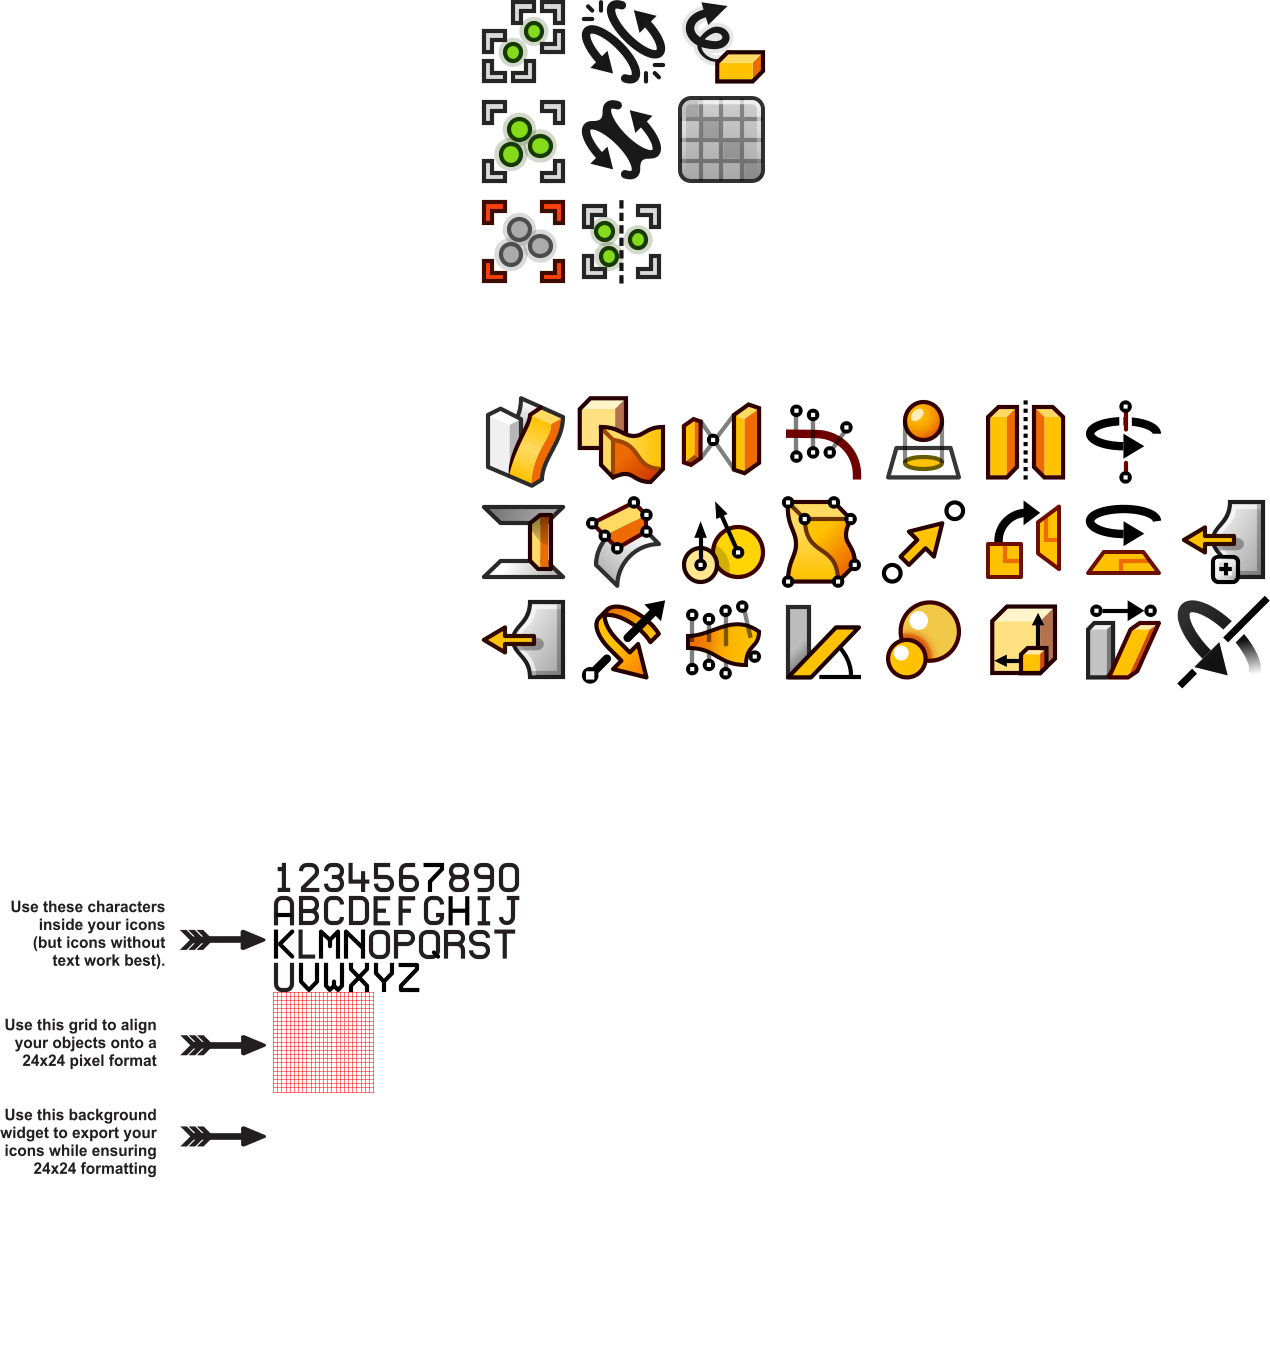 1234567890
ABCDEFGHIJ
KLMNOPQRST
UVWXYZ
Use these characters
inside your icons
(but icons without
text work best).
Use this grid to align
your objects onto a
24x24 pixel format
Use this background
widget to export your
icons while ensuring
24x24 formatting